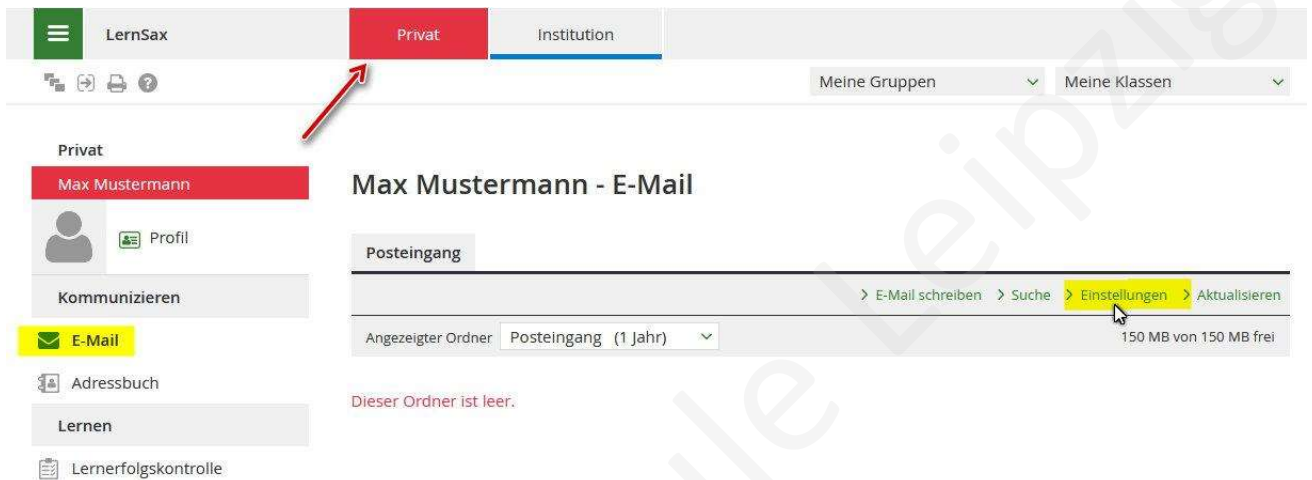 LernSax Privat Institution
Meine Gruppen Meine Klassen
Privat
Max Mustermann
Profil
Kommunizieren
E-Mail
Adressbuch
Lernen
Lernerfolgskontrolle
Max Mustermann - E-Mail
Posteingang
E-Mail schreiben Suche Einstellungen Aktualisieren
Angezeigter Ordner Posteingang (1 Jahr) 150 MB von 150 MB frei
Dieser Ordner ist leer.
lle Leipzig